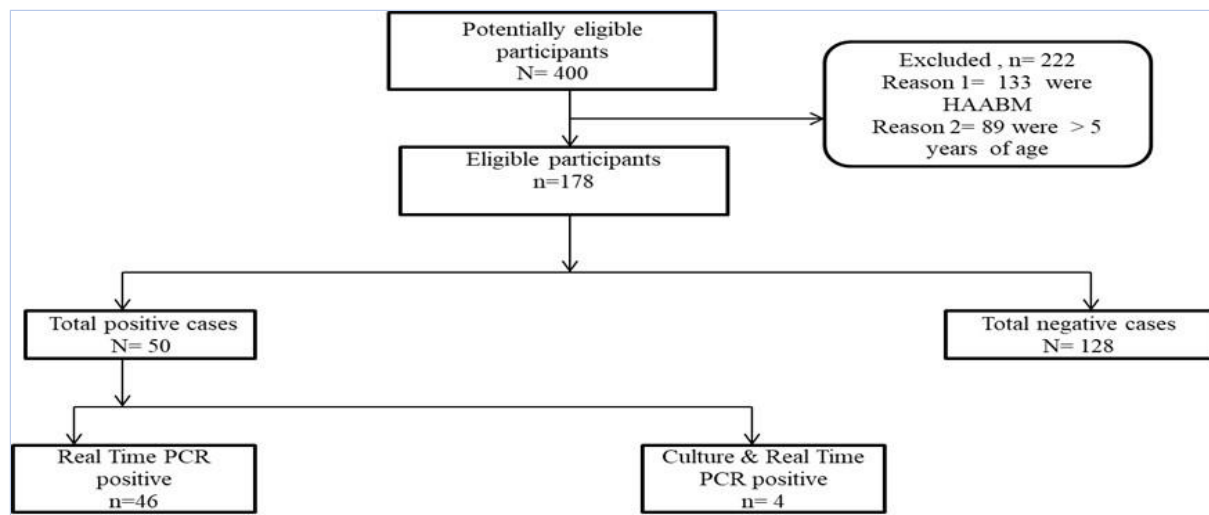 Potentially eligible
participants
N= 400
Excluded , n= 222
Reason 1= 133 were
HAABM
Reason 2= 89 were > 5
years of age
Eligible participants
n=178
Total positive cases
N= 50
Total negative cases
N= 128
Real Time PCR
positive
n=46
Culture & Real Time
PCR positive
n= 4